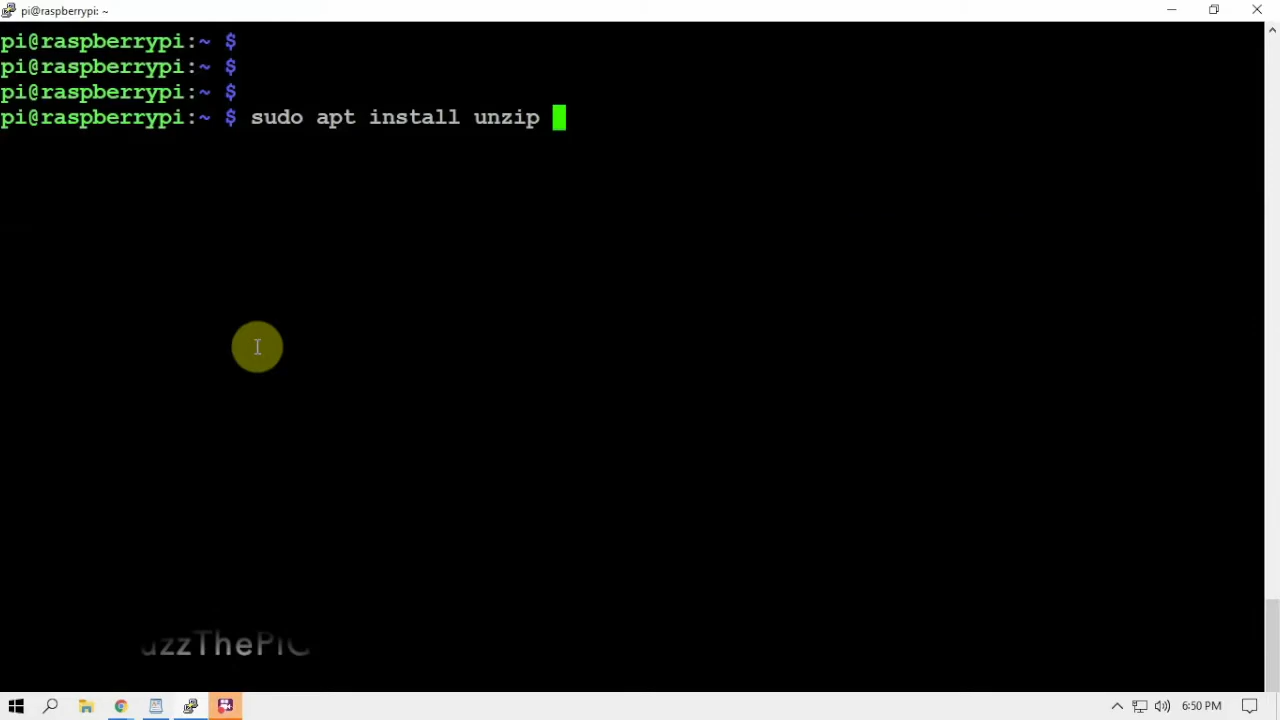 pi@raspberrypi: ~
pi@raspberrypi:~ $
pi@raspberrypi:~ $
pi@raspberrypi:~ $
pi@raspberrypi:~ $ sudo apt install unzip
6:50 PM